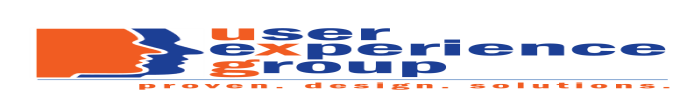 user
experience
group
proven. design. solutions.